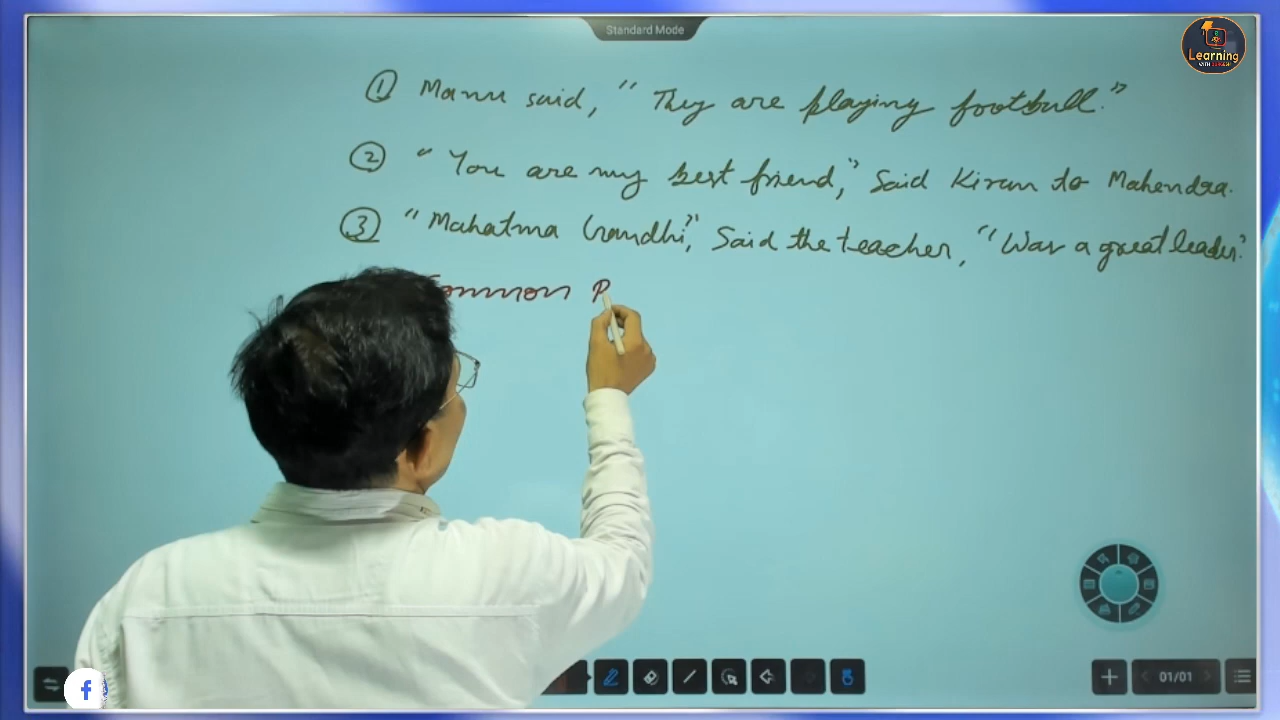 Standard Mode
Learning
① Manu said, “They are playing football.”
② “You are my best friend,” Said Kiran to Mahendra.
③ “Mahatma Gandhi”, Said the teacher, “Was a great leader.”
Common P
01/01